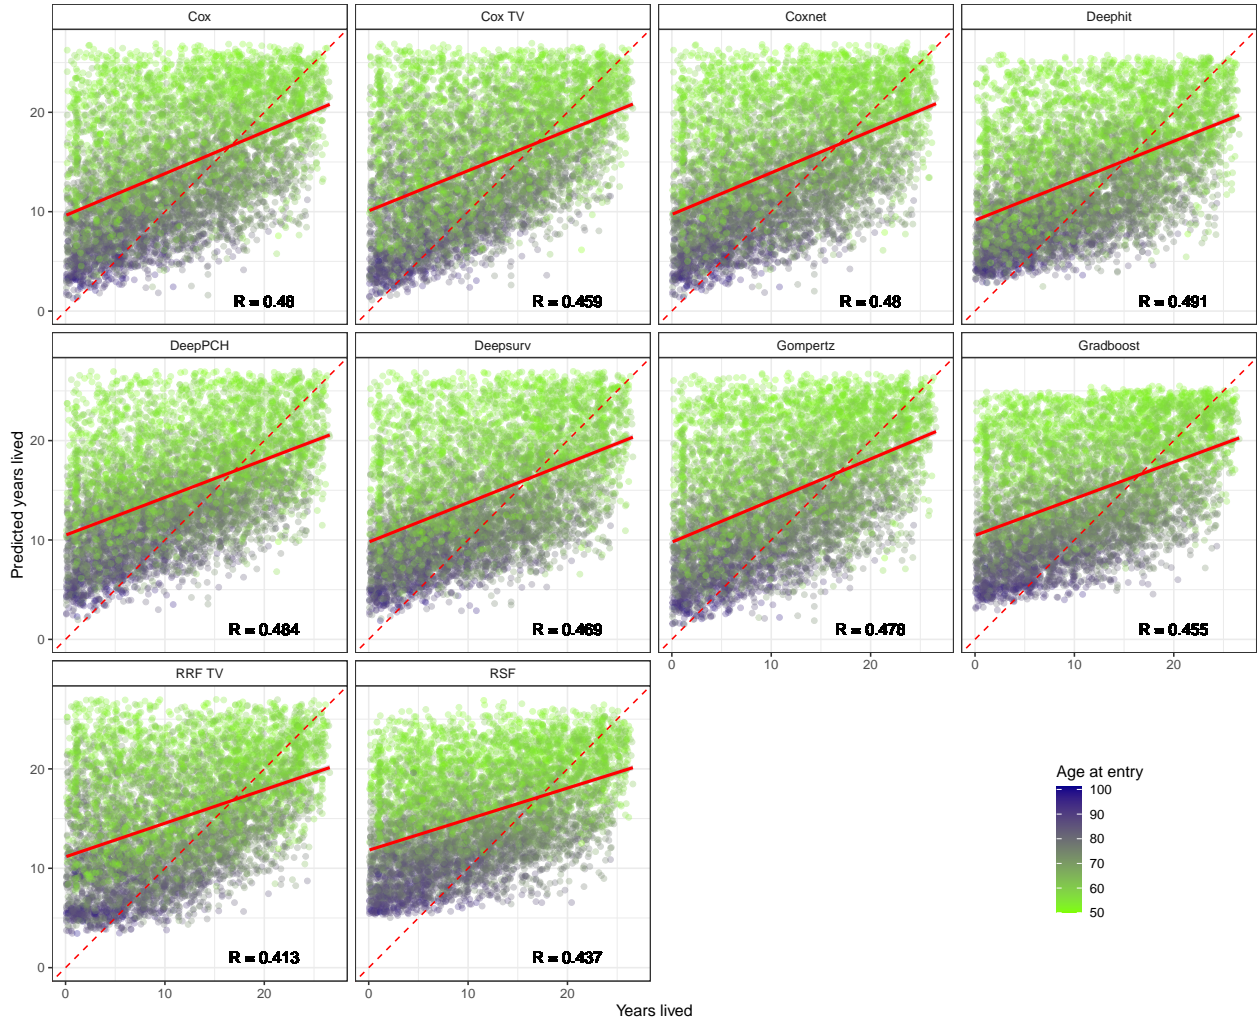 Cox
Cox TV
Coxnet
Deephit
20
10
0
R = 0.48
R = 0.459
R = 0.48
R = 0.491
DeepPCH
Deepsurv
Gompertz
Gradboost
20
10
0
R = 0.484
R = 0.469
R = 0.478
R = 0.455
0 10 20
0 10 20
RRF TV
RSF
20
10
0
R = 0.413
R = 0.437
0 10 20
0 10 20
Predicted years lived
Years lived
Age at entry
100
90
80
70
60
50